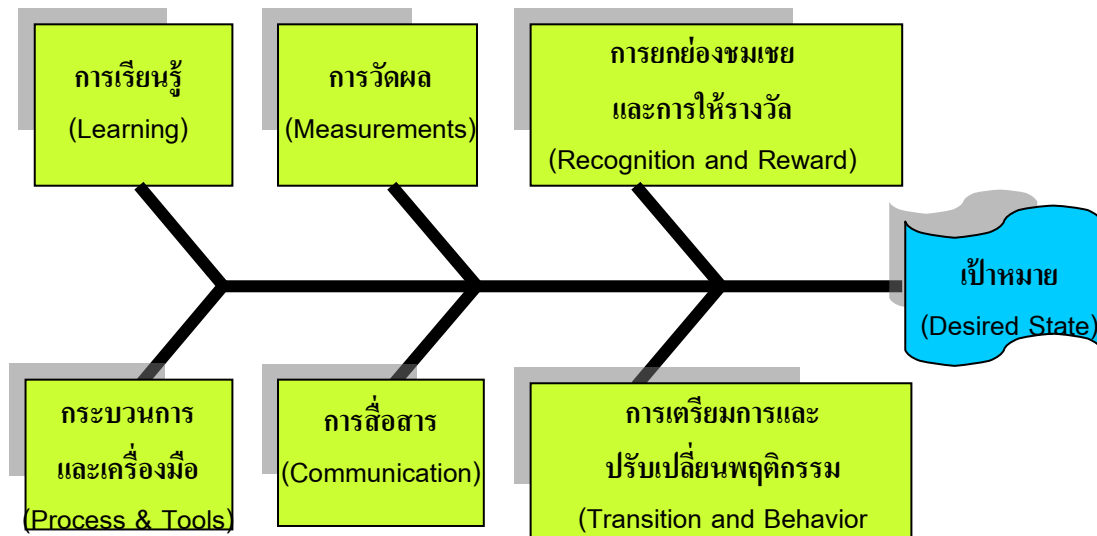 การเรียนรู้
(Learning)
การวัดผล
(Measurements)
การยกย่องชมเชย
และการให้รางวัล
(Recognition and Reward)
เป้าหมาย
(Desired State)
กระบวนการ
และเครื่องมือ
(Process & Tools)
การสื่อสาร
(Communication)
การเตรียมการและ
ปรับเปลี่ยนพฤติกรรม
(Transition and Behavior